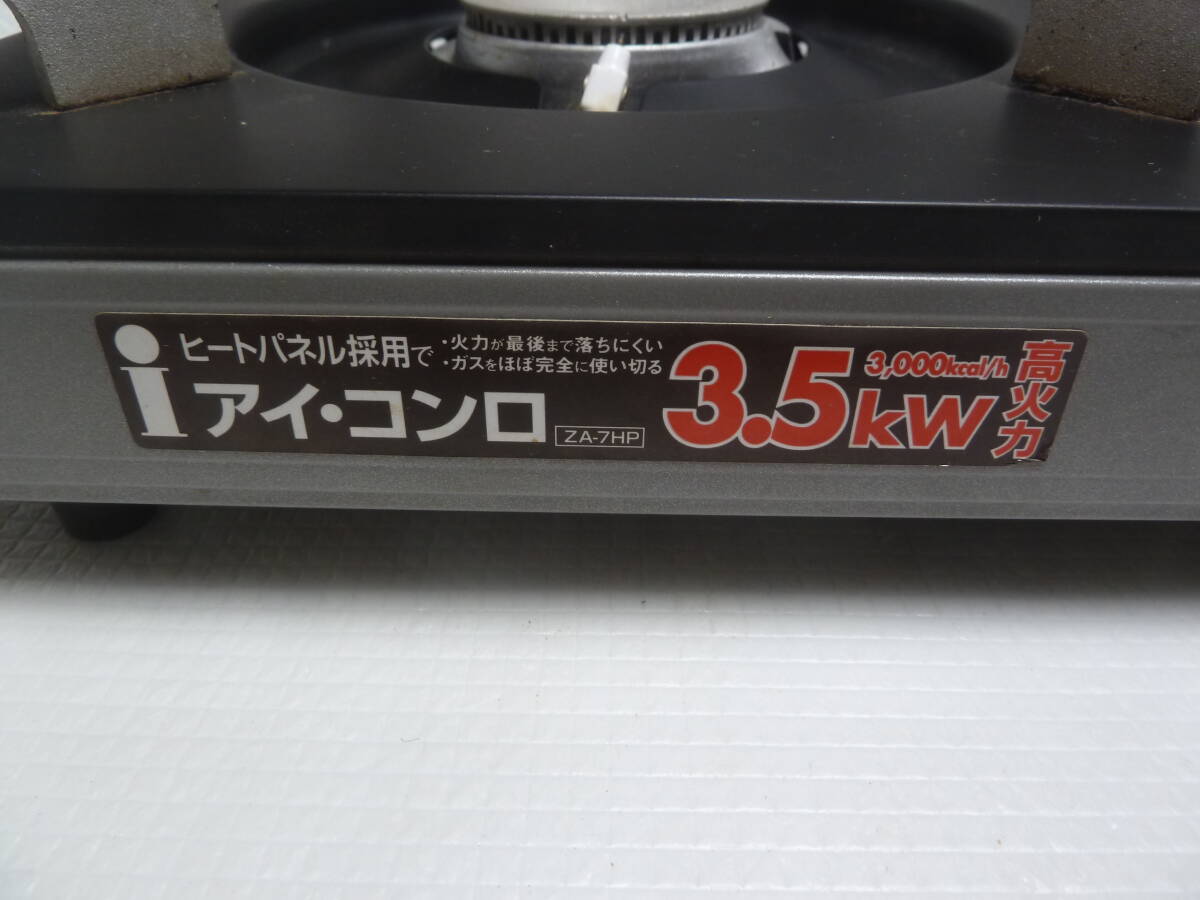 i
ヒートパネル採用で
・火力が最後まで落ちにくい
・ガスをほぼ完全に使い切る
アイ・コンロ
ZA-7HP
3,000kcal/h
3.5kW
高火力